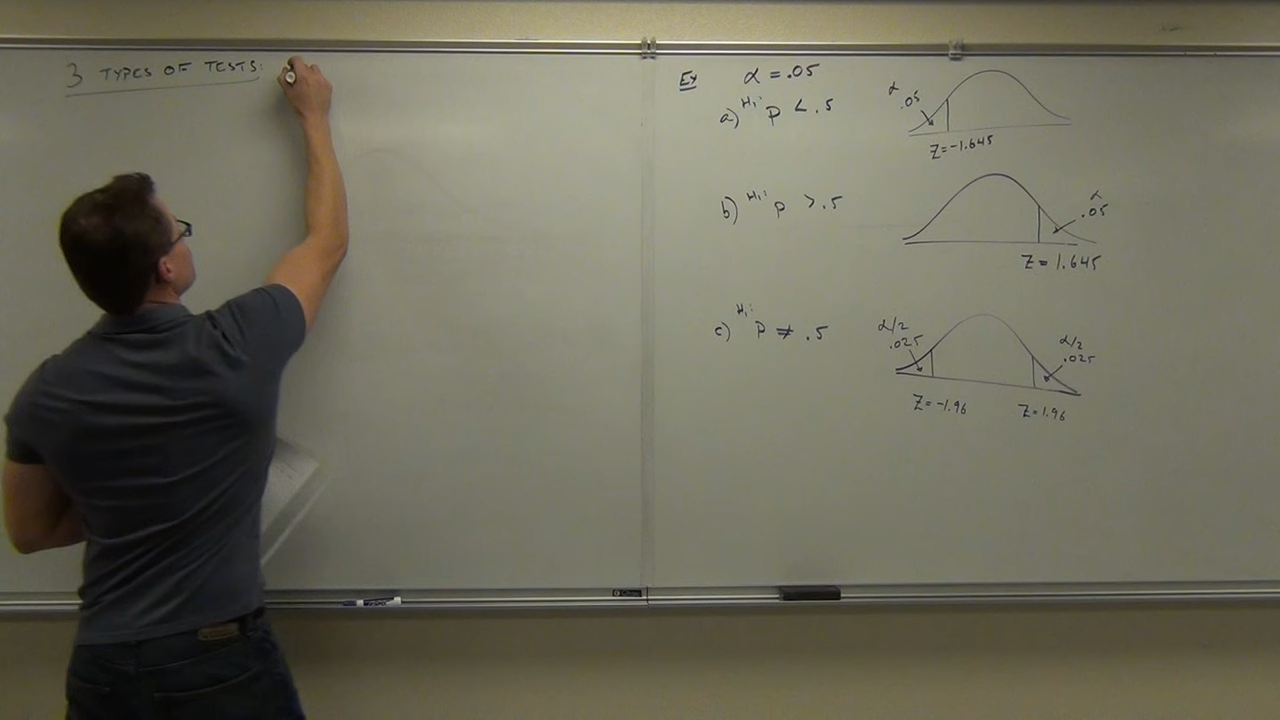 3 TYPES OF TESTS:
Ex α = .05
a) H₁: P < .5
α
.05
Z=-1.645
b) H₁: P > .5
α
.05
Z=1.645
c) H₁: P ≠ .5
α/2
.025
α/2
.025
Z=-1.96
Z=1.96
EXPO